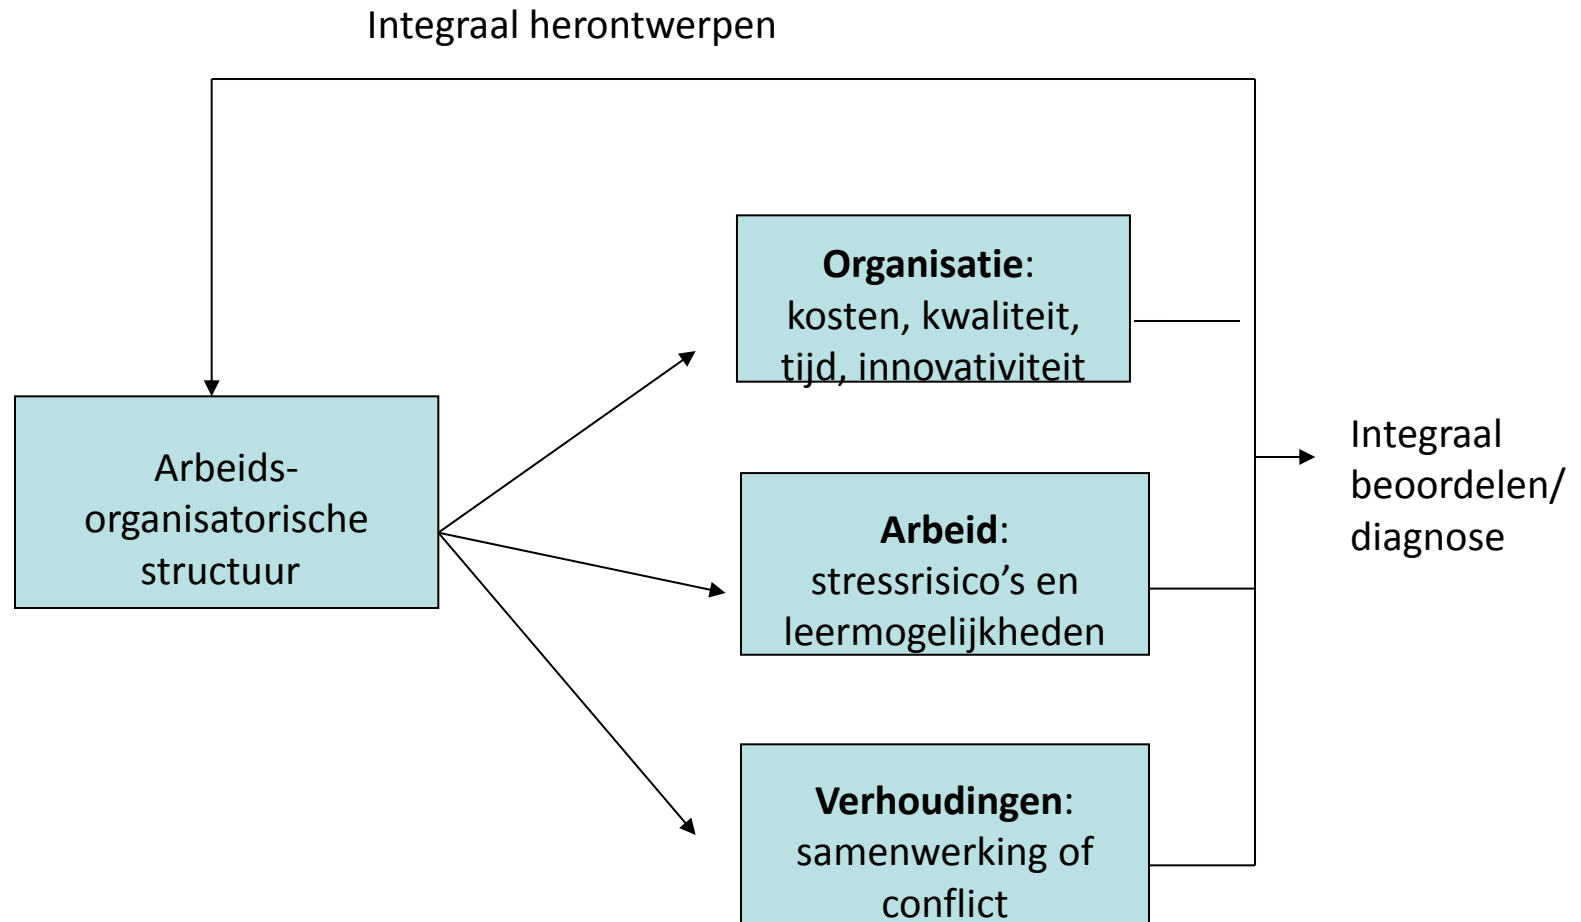 Integraal herontwerpen
Organisatie:
kosten, kwaliteit,
tijd, innovativiteit
Arbeids-
organisatorische
structuur
Arbeid:
stressrisico’s en
leermogelijkheden
Verhoudingen:
samenwerking of
conflict
Integraal
beoordelen/
diagnose